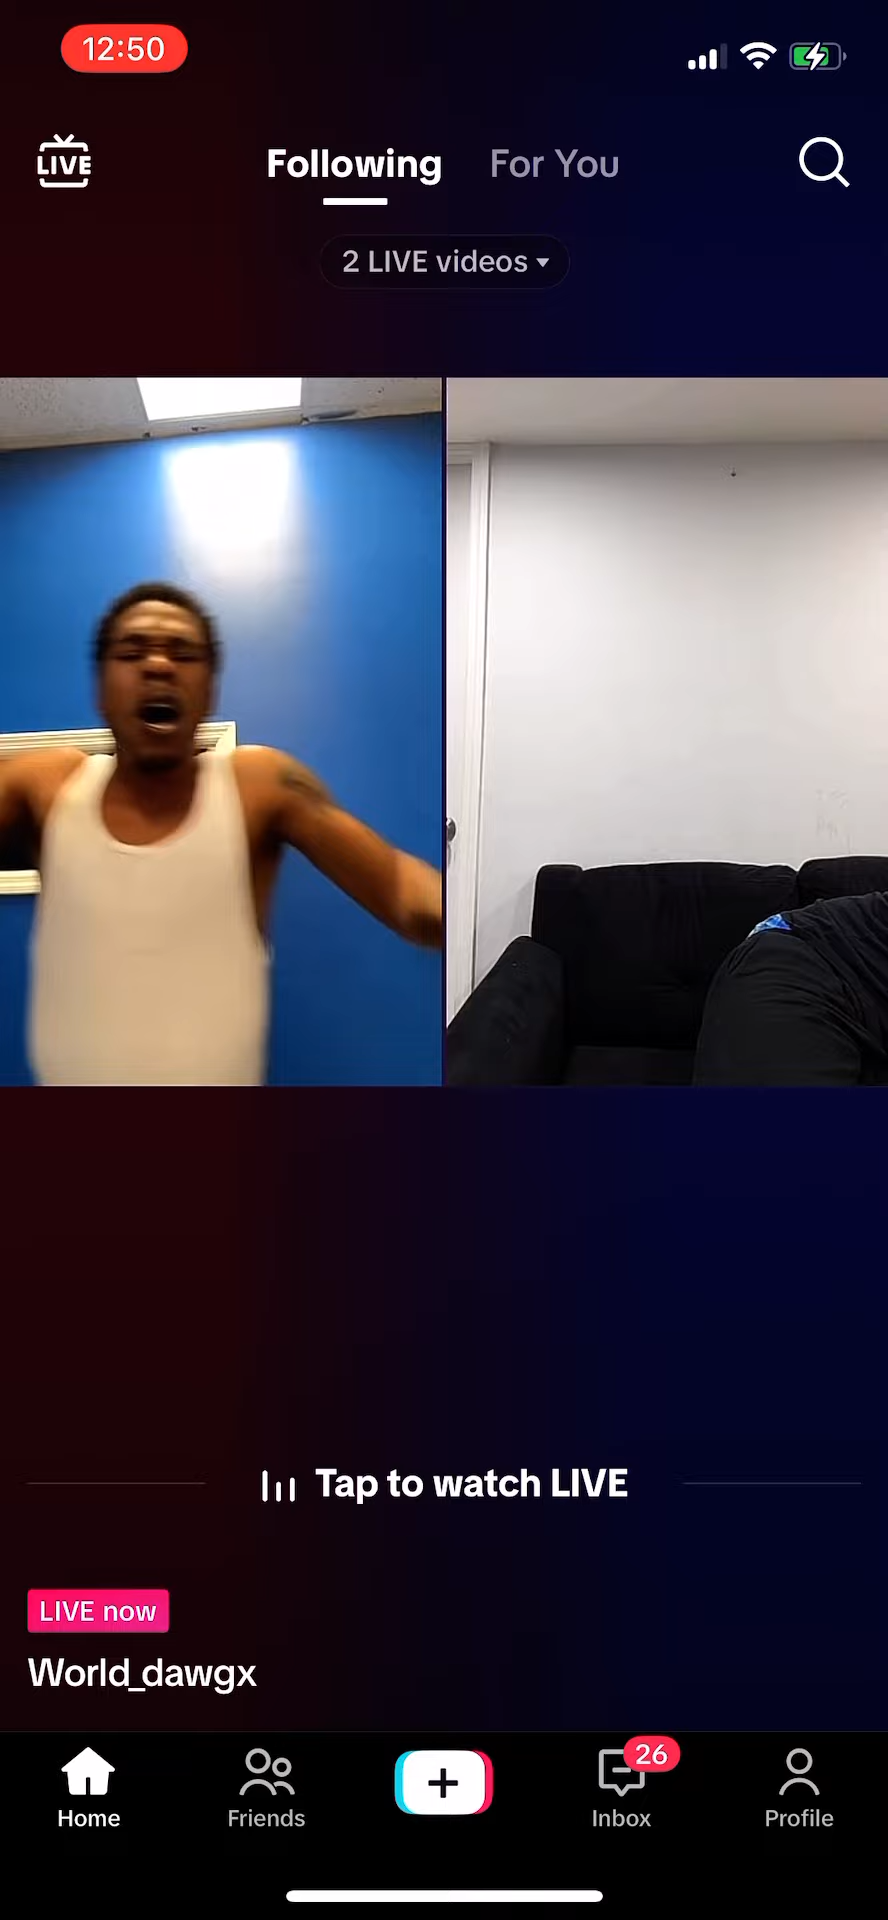 12:50
LIVE
Following
For You
2 LIVE videos
Tap to watch LIVE
LIVE now
World_dawgx
Home
Friends
26
Inbox
Profile